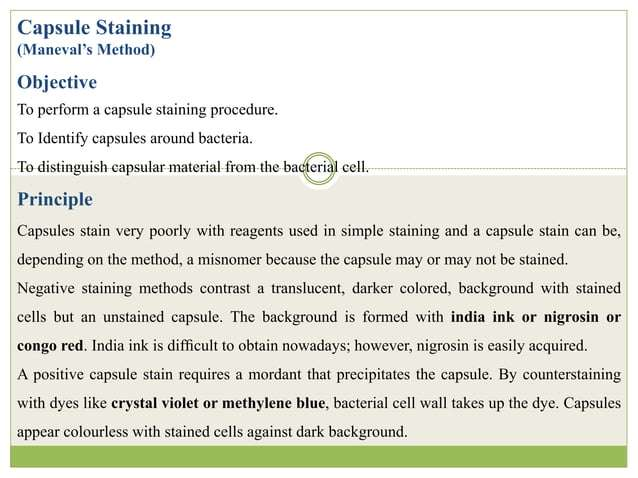 Capsule Staining
(Maneval’s Method)
Objective
To perform a capsule staining procedure.
To Identify capsules around bacteria.
To distinguish capsular material from the bacterial cell.
Principle
Capsules stain very poorly with reagents used in simple staining and a capsule stain can be,
depending on the method, a misnomer because the capsule may or may not be stained.
Negative staining methods contrast a translucent, darker colored, background with stained
cells but an unstained capsule. The background is formed with india ink or nigrosin or
congo red. India ink is difficult to obtain nowadays; however, nigrosin is easily acquired.
A positive capsule stain requires a mordant that precipitates the capsule. By counterstaining
with dyes like crystal violet or methylene blue, bacterial cell wall takes up the dye. Capsules
appear colourless with stained cells against dark background.